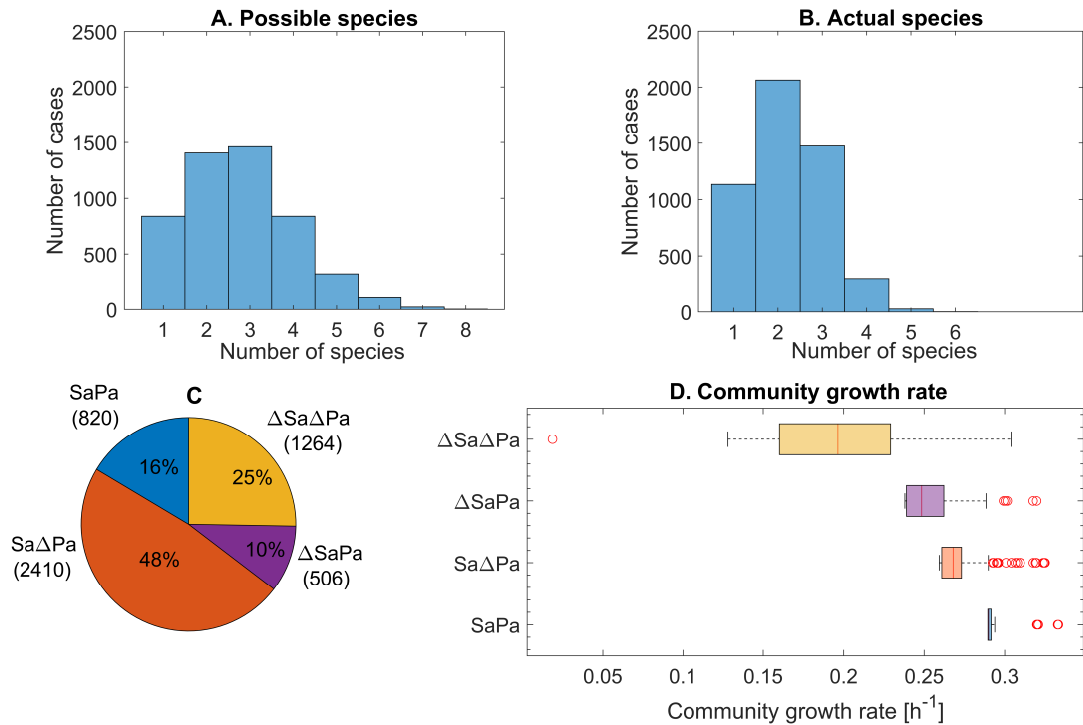 A. Possible species
2500
2000
1500
1000
500
0
Number of cases
1 2 3 4 5 6 7 8
Number of species
B. Actual species
2500
2000
1500
1000
500
0
Number of cases
1 2 3 4 5 6
Number of species
C
SaPa
(820)
16%
ΔSaΔPa
(1264)
25%
SaΔPa
(2410)
48%
ΔSaPa
(506)
10%
D. Community growth rate
ΔSaΔPa
ΔSaPa
SaΔPa
SaPa
0.05 0.1 0.15 0.2 0.25 0.3
Community growth rate [h⁻¹]